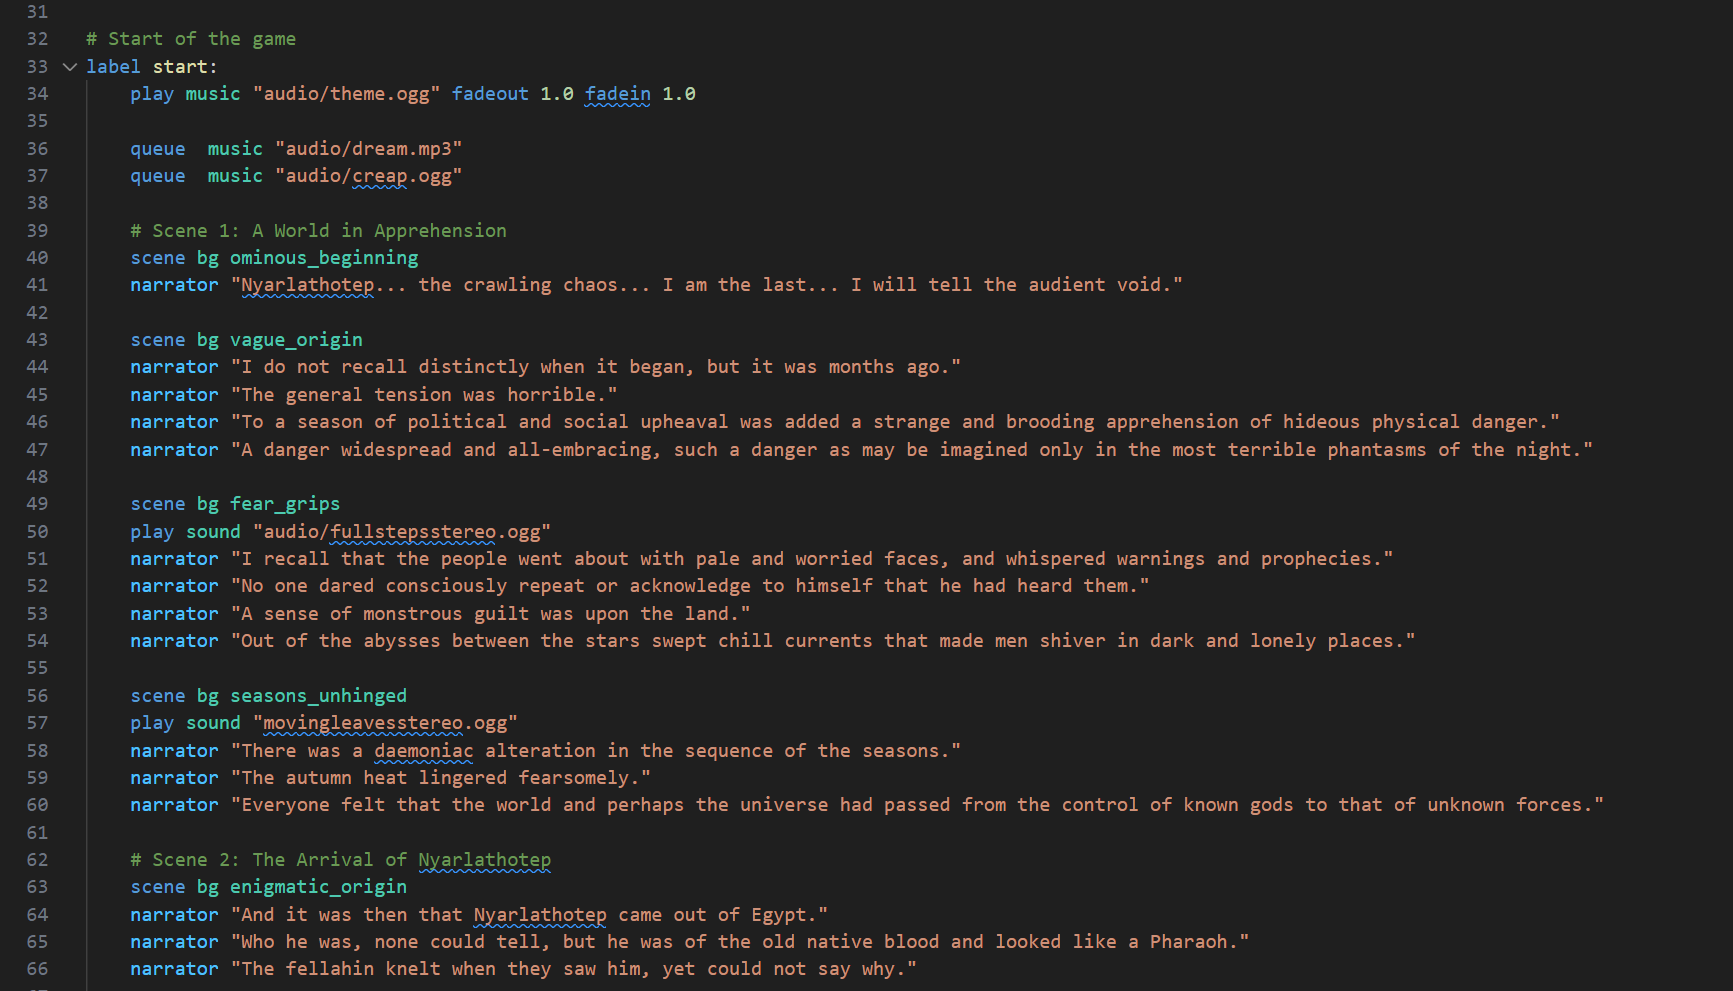 31
32 # Start of the game
33 label start:
34 play music "audio/theme.ogg" fadeout 1.0 fadein 1.0
35
36 queue  music "audio/dream.mp3"
37 queue  music "audio/creap.ogg"
38
39 # Scene 1: A World in Apprehension
40 scene bg ominous_beginning
41 narrator "Nyarlathotep... the crawling chaos... I am the last... I will tell the audient void."
42
43 scene bg vague_origin
44 narrator "I do not recall distinctly when it began, but it was months ago."
45 narrator "The general tension was horrible."
46 narrator "To a season of political and social upheaval was added a strange and brooding apprehension of hideous physical danger."
47 narrator "A danger widespread and all-embracing, such a danger as may be imagined only in the most terrible phantasms of the night."
48
49 scene bg fear_grips
50 play sound "audio/fullstepsstereo.ogg"
51 narrator "I recall that the people went about with pale and worried faces, and whispered warnings and prophecies."
52 narrator "No one dared consciously repeat or acknowledge to himself that he had heard them."
53 narrator "A sense of monstrous guilt was upon the land."
54 narrator "Out of the abysses between the stars swept chill currents that made men shiver in dark and lonely places."
55
56 scene bg seasons_unhinged
57 play sound "movingleavesstereo.ogg"
58 narrator "There was a daemoniac alteration in the sequence of the seasons."
59 narrator "The autumn heat lingered fearsomely."
60 narrator "Everyone felt that the world and perhaps the universe had passed from the control of known gods to that of unknown forces."
61
62 # Scene 2: The Arrival of Nyarlathotep
63 scene bg enigmatic_origin
64 narrator "And it was then that Nyarlathotep came out of Egypt."
65 narrator "Who he was, none could tell, but he was of the old native blood and looked like a Pharaoh."
66 narrator "The fellahin knelt when they saw him, yet could not say why."